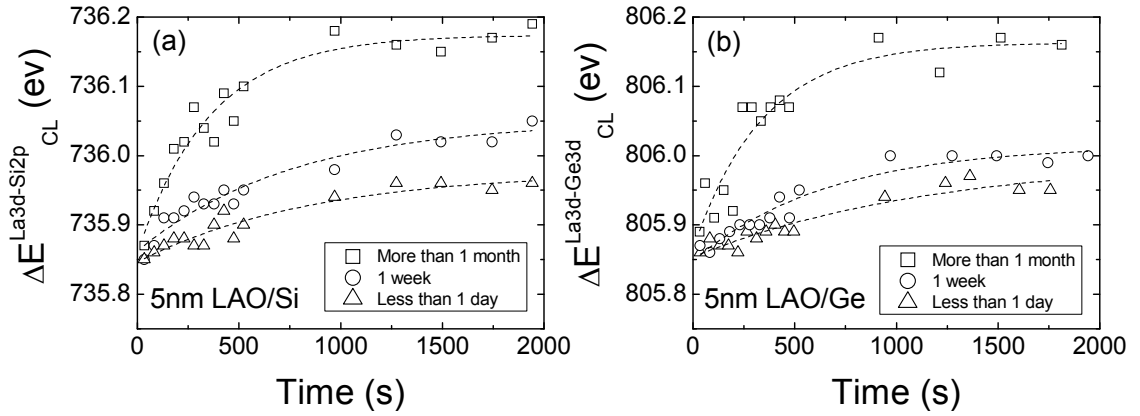 736.2
736.1
736.0
735.9
735.8
ΔE^La3d-Si2p_CL (ev)
(a)
5nm LAO/Si
More than 1 month
1 week
Less than 1 day
0 500 1000 1500 2000
Time (s)
806.2
806.1
806.0
805.9
805.8
ΔE^La3d-Ge3d_CL (ev)
(b)
5nm LAO/Ge
More than 1 month
1 week
Less than 1 day
0 500 1000 1500 2000
Time (s)